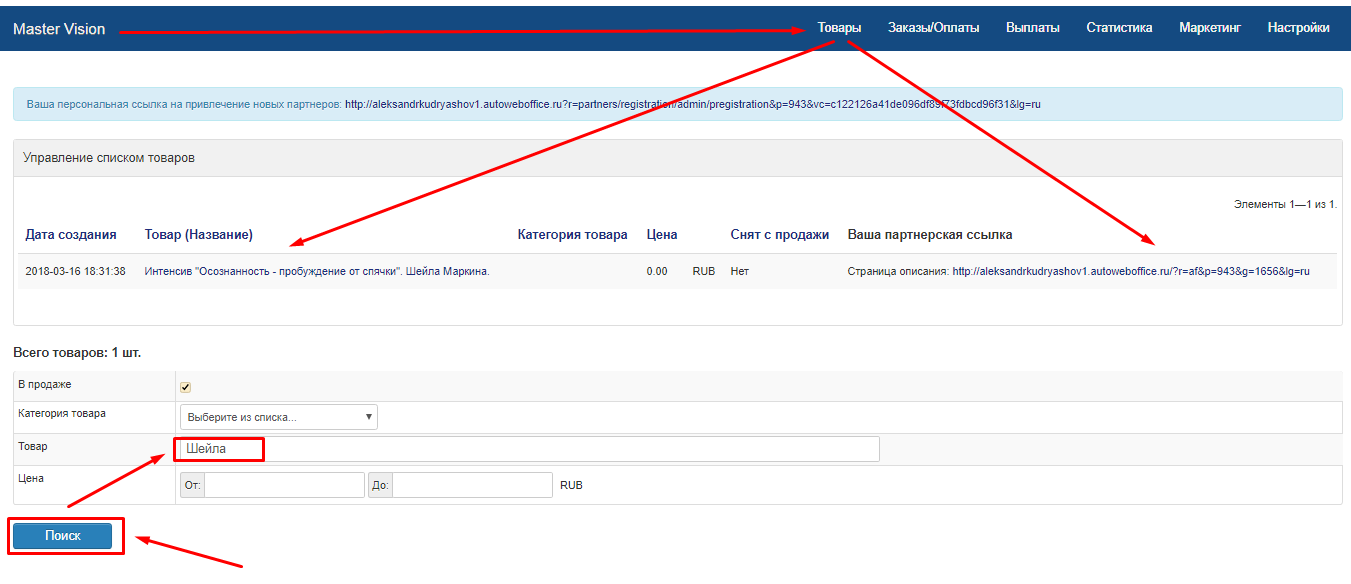 Master Vision Товары Заказы/Оплаты Выплаты Статистика Маркетинг Настройки
Ваша персональная ссылка на привлечение новых партнеров: http://aleksandrkudryashov1.autoweboffice.ru?r=partners/registration/admin/pregistration&p=943&vc=c122126a41de096df89f73fdbcd96f31&lg=ru
Управление списком товаров
Элементы 1—1 из 1.
Дата создания Товар (Название) Категория товара Цена Снят с продажи Ваша партнерская ссылка
2018-03-16 18:31:38 Интенсив "Осознанность - пробуждение от спячки". Шейла Маркина. 0.00 RUB Нет Страница описания: http://aleksandrkudryashov1.autoweboffice.ru/?r=af&p=943&g=1656&lg=ru
Всего товаров: 1 шт.
В продаже
Категория товара Выберите из списка...
Товар Шейла
Цена От: До: RUB
Поиск